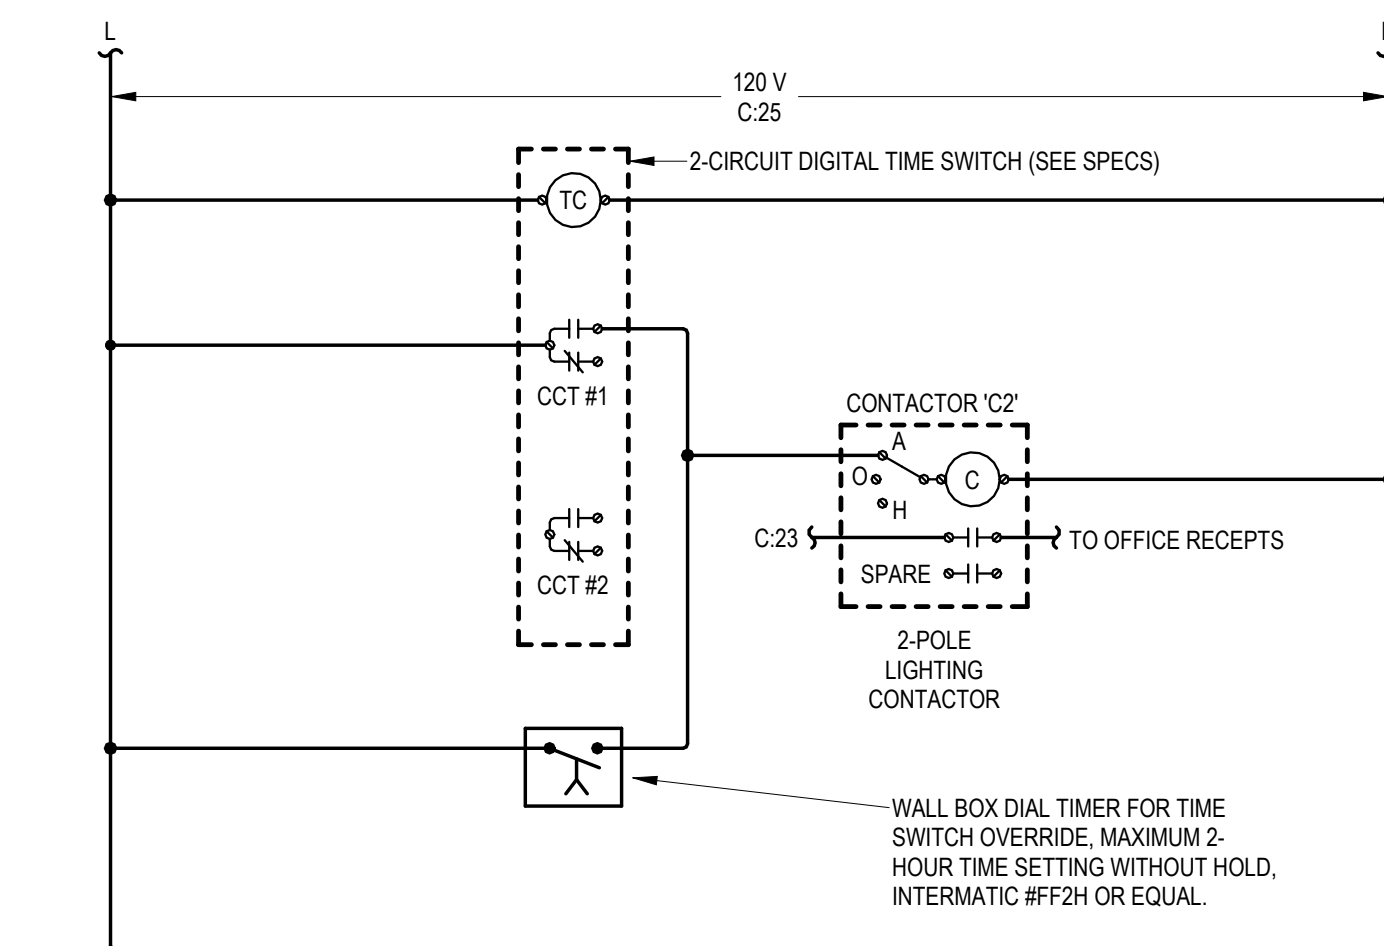 L
120 V
C:25
2-CIRCUIT DIGITAL TIME SWITCH (SEE SPECS)
TC
CCT #1
CONTACTOR 'C2'
A
O
C
H
C:23
TO OFFICE RECEPTS
SPARE
CCT #2
2-POLE
LIGHTING
CONTACTOR
WALL BOX DIAL TIMER FOR TIME
SWITCH OVERRIDE, MAXIMUM 2-
HOUR TIME SETTING WITHOUT HOLD,
INTERMATIC #FF2H OR EQUAL.